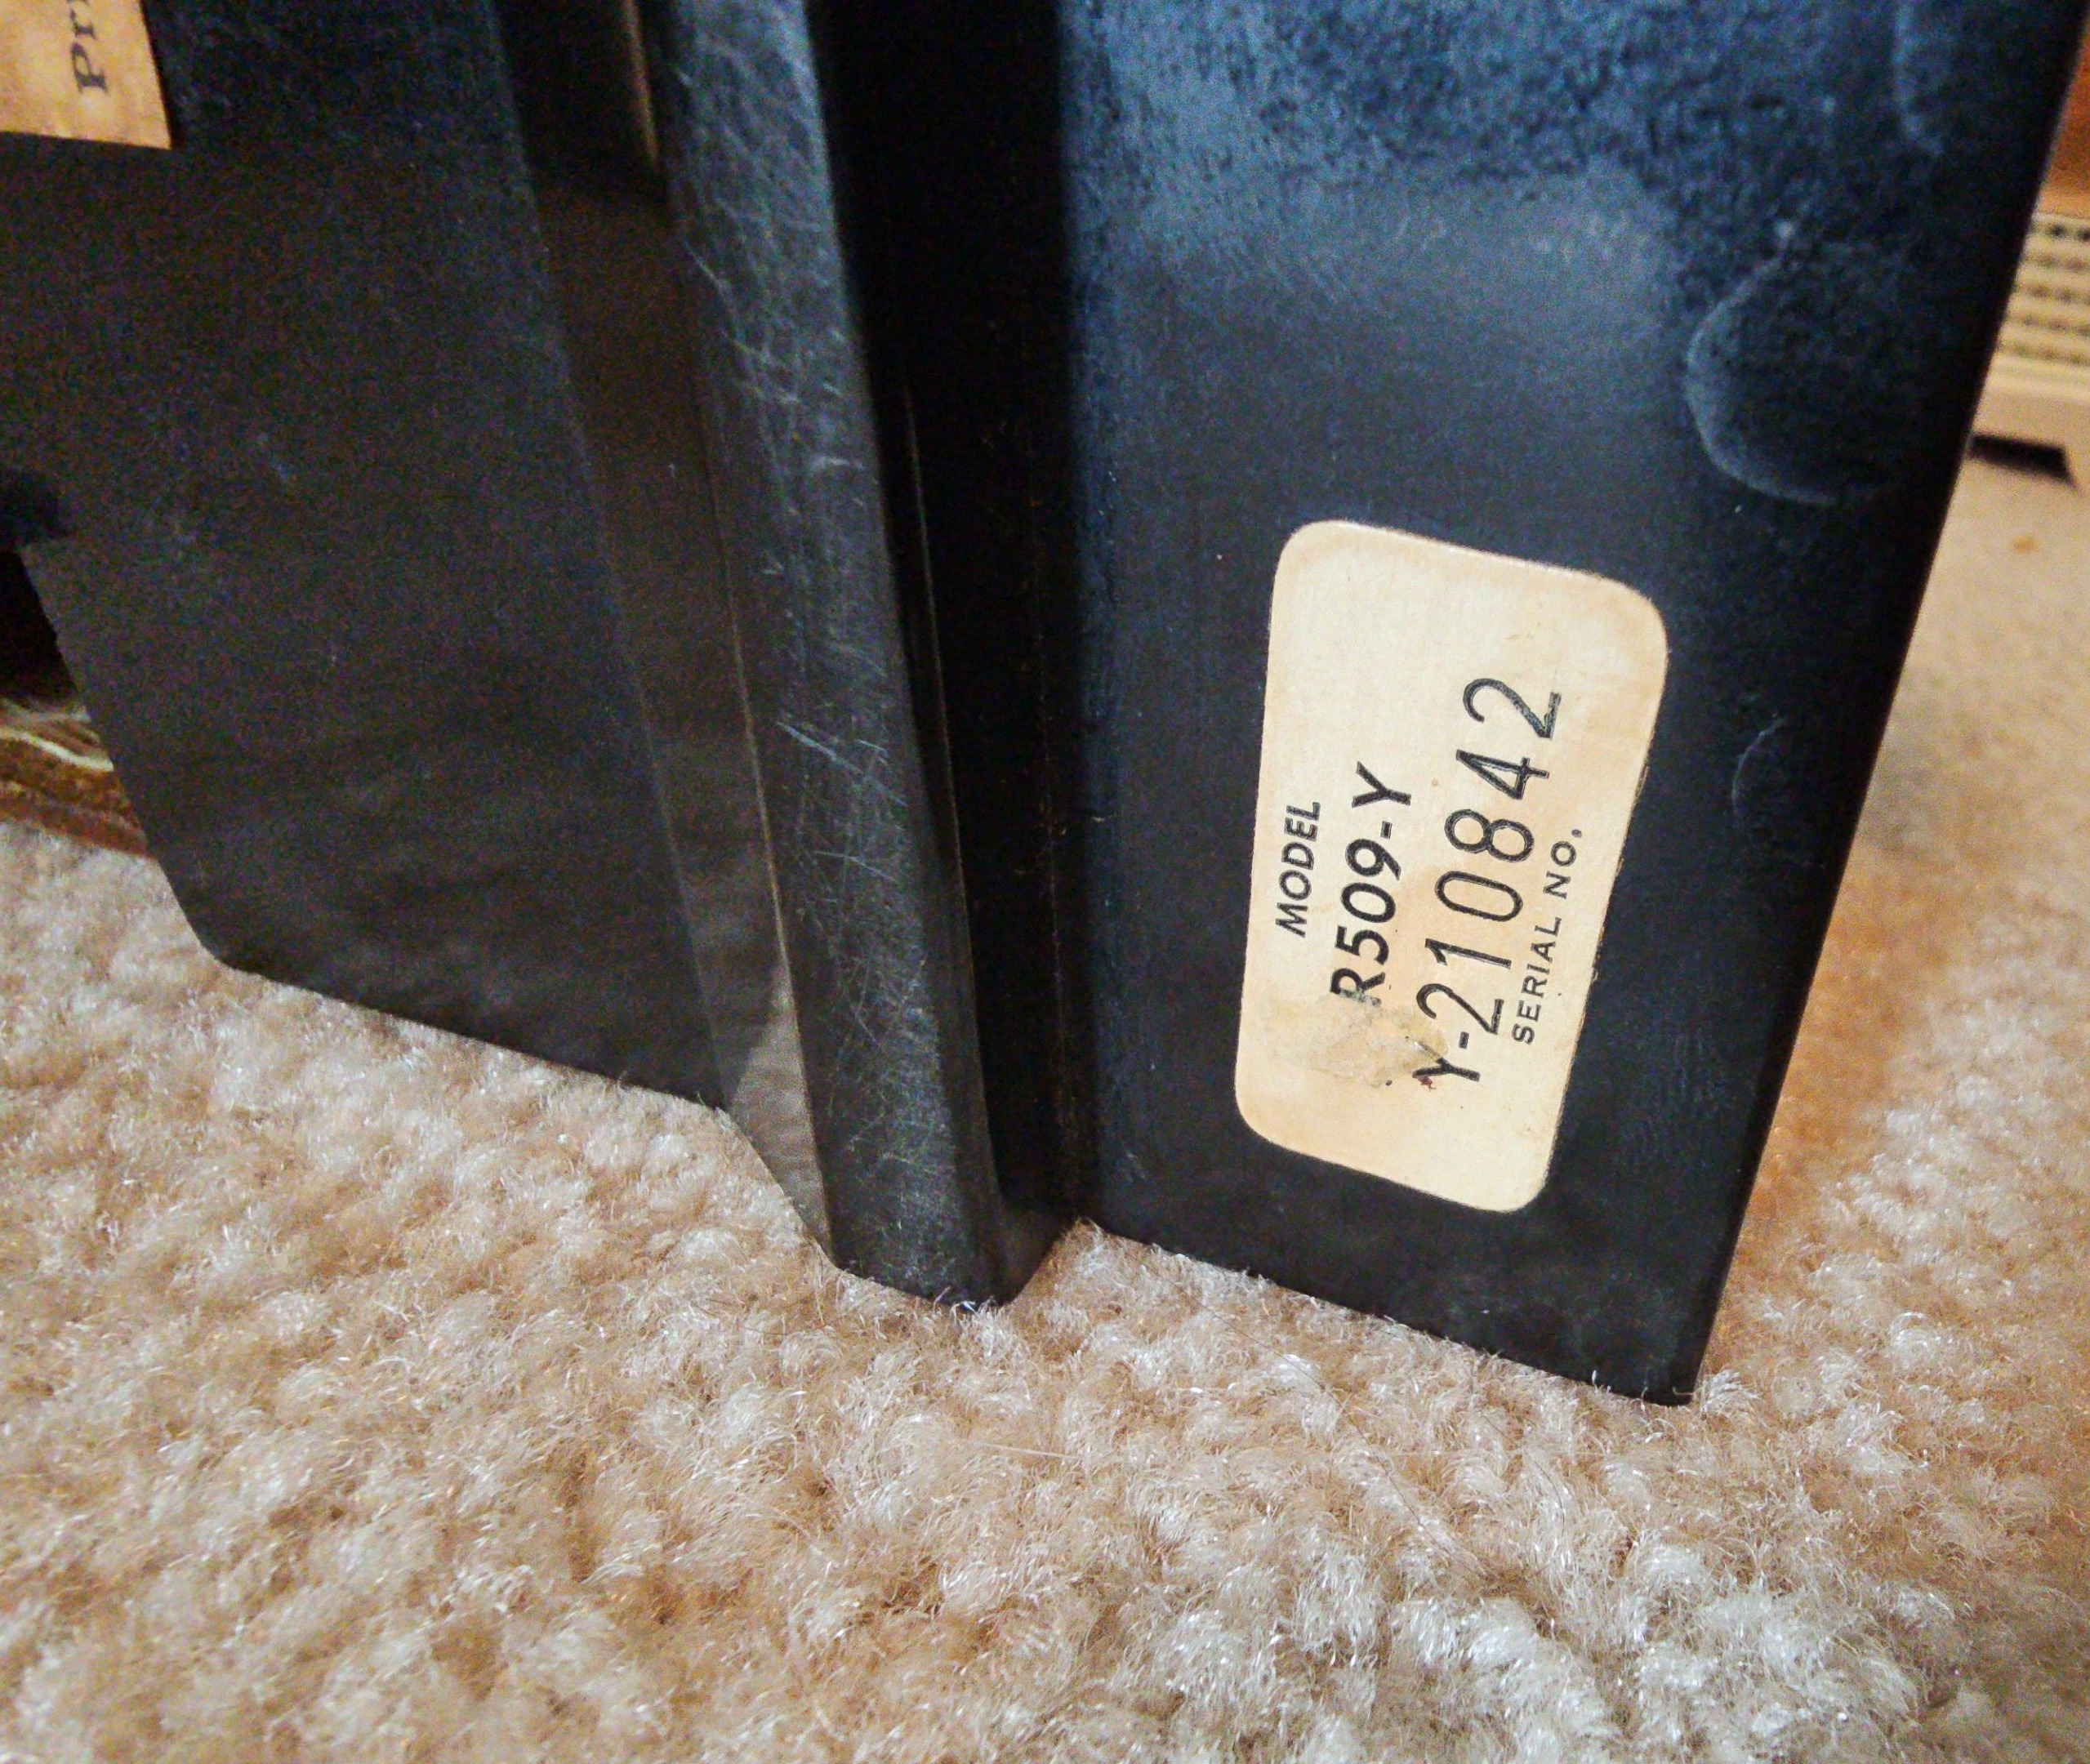 MODEL
R509-Y
Y-210842
SERIAL NO.